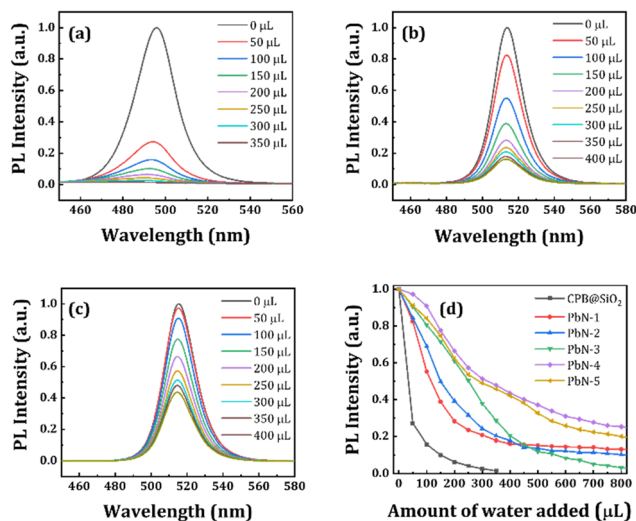 (a)
0 μL
50 μL
100 μL
150 μL
200 μL
250 μL
300 μL
350 μL
PL Intensity (a.u.)
1.0
0.8
0.6
0.4
0.2
0.0
460 480 500 520 540 560
Wavelength (nm)
(b)
0 μL
50 μL
100 μL
150 μL
200 μL
250 μL
300 μL
350 μL
400 μL
PL Intensity (a.u.)
1.0
0.8
0.6
0.4
0.2
0.0
460 480 500 520 540 560 580
Wavelength (nm)
(c)
0 μL
50 μL
100 μL
150 μL
200 μL
250 μL
300 μL
350 μL
400 μL
PL Intensity (a.u.)
1.0
0.8
0.6
0.4
0.2
0.0
460 480 500 520 540 560 580
Wavelength (nm)
(d)
CPB@SiO₂
PbN-1
PbN-2
PbN-3
PbN-4
PbN-5
PL Intensity (a.u.)
1.0
0.8
0.6
0.4
0.2
0.0
0 100 200 300 400 500 600 700 800
Amount of water added (μL)